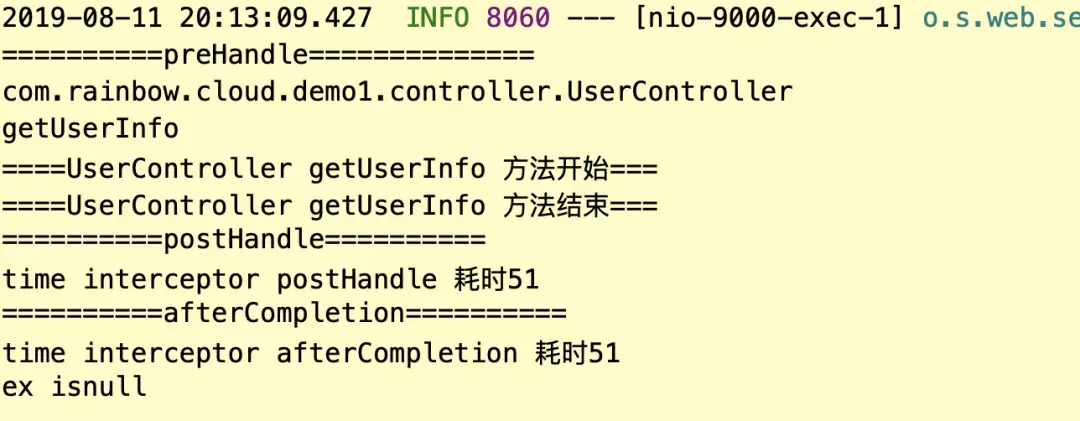 2019-08-11 20:13:09.427  INFO 8060 --- [nio-9000-exec-1] o.s.web.se
==========preHandle==============
com.rainbow.cloud.demo1.controller.UserController
getUserInfo
====UserController getUserInfo 方法开始===
====UserController getUserInfo 方法结束===
==========postHandle==========
time interceptor postHandle 耗时51
==========afterCompletion==========
time interceptor afterCompletion 耗时51
ex isnull